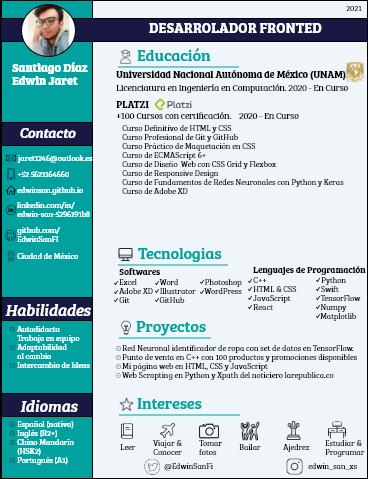 2021
DESARROLADOR FRONTED
Santiago Díaz
Edwin Jaret
Contacto
jaret1246@outlook.es
+52 5621164660
edwinsan.github.io
linkedin.com/in/
edwin-san-5296191b8
github.com/
EdwinSanFi
Ciudad de México
Habilidades
Autodidacta
Trabajo en equipo
Adaptabilidad
al cambio
Intercambio de Ideas
Idiomas
Español (nativo)
Inglés (B2+)
Chino Mandarín
(HSK2)
Portugués (A1)
Educación
Universidad Nacional Autónoma de México (UNAM)
Licenciatura en Ingeniería en Computación. 2020 - En Curso
PLATZI Platzi
+100 Cursos con certificación. 2020 - En Curso
Curso Definitivo de HTML y CSS
Curso Profesional de Git y GitHub
Curso Práctico de Maquetación en CSS
Curso de ECMAScript 6+
Curso de Diseño Web con CSS Grid y Flexbox
Curso de Responsive Design
Curso de Fundamentos de Redes Neuronales con Python y Keras
Curso de Adobe XD
Tecnologias
Softwares
✓Excel ✓Word ✓Photoshop
✓Adobe XD ✓Illustrator ✓WordPress
✓Git ✓GitHub
Lenguajes de Programación
✓C++ ✓Python
✓HTML & CSS ✓Swift
✓JavaScript ✓TensorFlow
✓React ✓Numpy
✓Matplotlib
Proyectos
Red Neuronal identificador de ropa con set de datos en TensorFlow.
Punto de venta en C++ con 100 productos y promociones disponibles
Mi página web en HTML, CSS y JavaScript
Web Scrapting en Python y Xpath del noticiero larepublica.co
Intereses
Leer
Viajar &
Conocer
Tomar
fotos
Bailar
Ajedrez
Estudiar &
Programar
@EdwinSanFi
edwin_san_xs